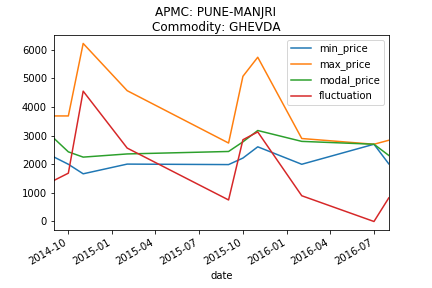 APMC: PUNE-MANJRI
Commodity: GHEVDA
min_price
max_price
modal_price
fluctuation
6000
5000
4000
3000
2000
1000
0
2014-10
2015-01
2015-04
2015-07
2015-10
2016-01
2016-04
2016-07
date